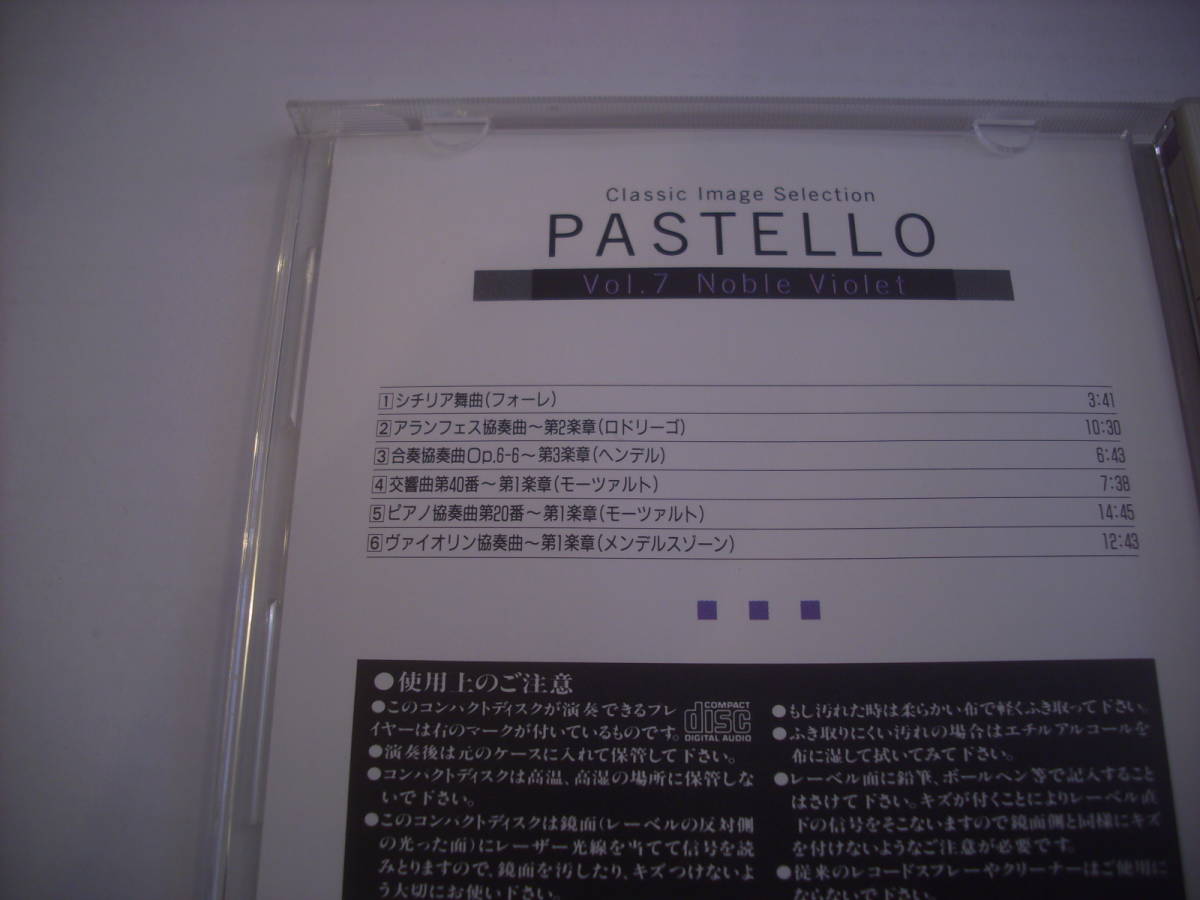 Classic Image Selection
PASTELLO
Vol.7 Noble Violet
1 シチリア舞曲(フォーレ) 3:41
2 アランフェス協奏曲～第2楽章(ロドリーゴ) 10:30
3 合奏協奏曲Op.6-6～第3楽章(ヘンデル) 6:43
4 交響曲第40番～第1楽章(モーツァルト) 7:38
5 ピアノ協奏曲第20番～第1楽章(モーツァルト) 14:45
6 ヴァイオリン協奏曲～第1楽章(メンデルスゾーン) 12:43
●使用上のご注意
●このコンパクトディスクが演奏できるプレ
イヤーは右のマークが付いているものです。
COMPACT
disc
DIGITAL AUDIO
●演奏後は元のケースに入れて保管して下さい。
●コンパクトディスクは高温、高湿の場所に保管しな
いで下さい。
●このコンパクトディスクは鏡面(レーベルの反対側
の光った面)にレーザー光線を当てて信号を読
みとりますので、鏡面を汚したり、キズつけないよ
う大切にお使い下さい。
●もし汚れた時は柔らかい布で軽くふき取って下さい。
●ふき取りにくい汚れの場合はエチルアルコールを
布に湿して拭いてみて下さい。
●レーベル面に鉛筆、ボールペン等で記入すること
はさけて下さい。キズが付くことによりレーベル直
下の信号をそこないますので鏡面側と同様にキズ
を付けないようなご注意が必要です。
●従来のレコードスプレーやクリーナーはご使用に
ならないで下さい。